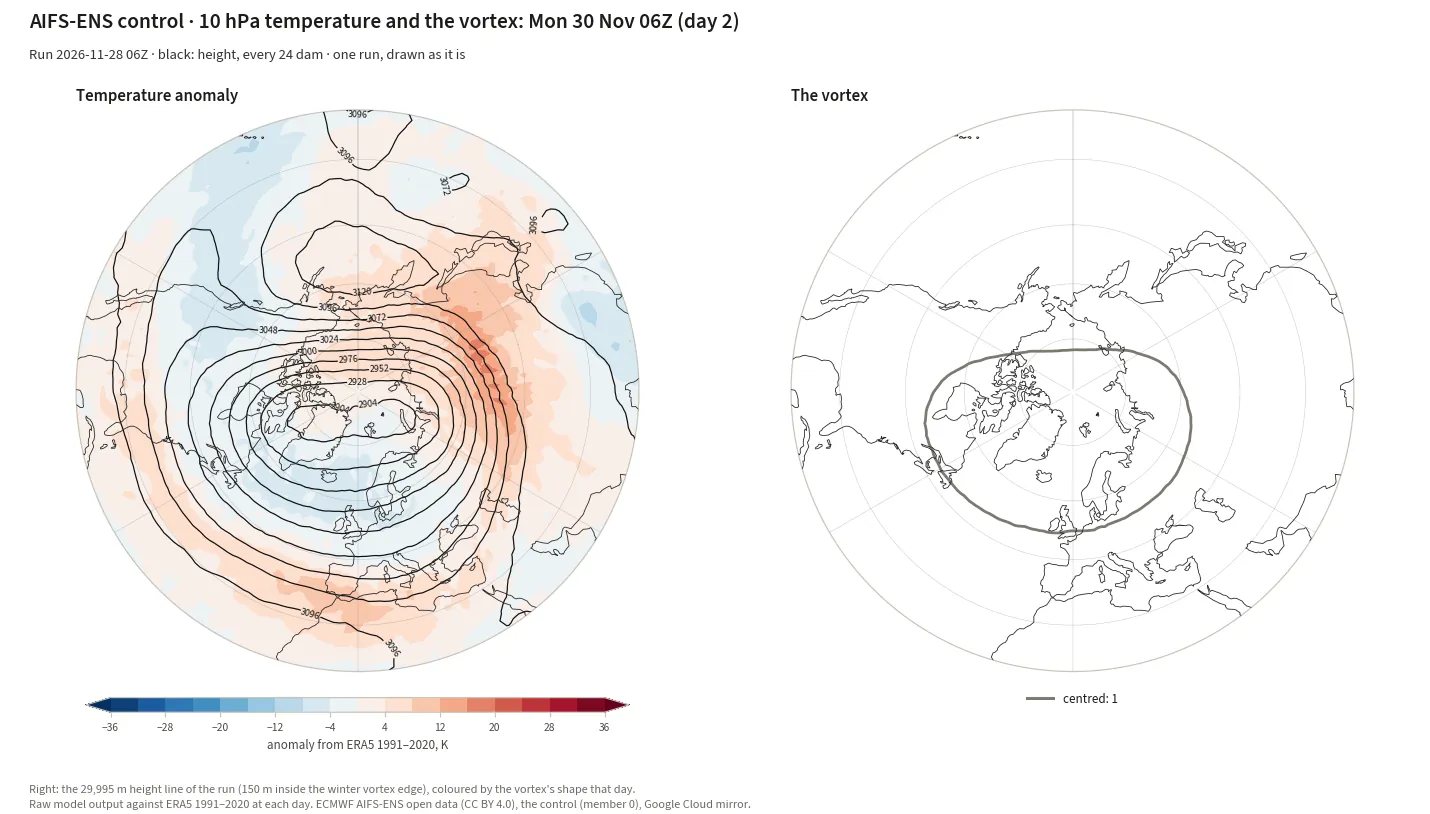 AIFS-ENS control · 10 hPa temperature and the vortex: Mon 30 Nov 06Z (day 2)
Run 2026-11-28 06Z · black: height, every 24 dam · one run, drawn as it is
Temperature anomaly
The vortex
3096
3096
3072
3096
3120
3096
3072
3048
3024
3000
2976
2952
2928
2904
3096
3096
centred: 1
−36 −28 −20 −12 −4 4 12 20 28 36
anomaly from ERA5 1991–2020, K
Right: the 29,995 m height line of the run (150 m inside the winter vortex edge), coloured by the vortex's shape that day.
Raw model output against ERA5 1991–2020 at each day. ECMWF AIFS-ENS open data (CC BY 4.0), the control (member 0), Google Cloud mirror.